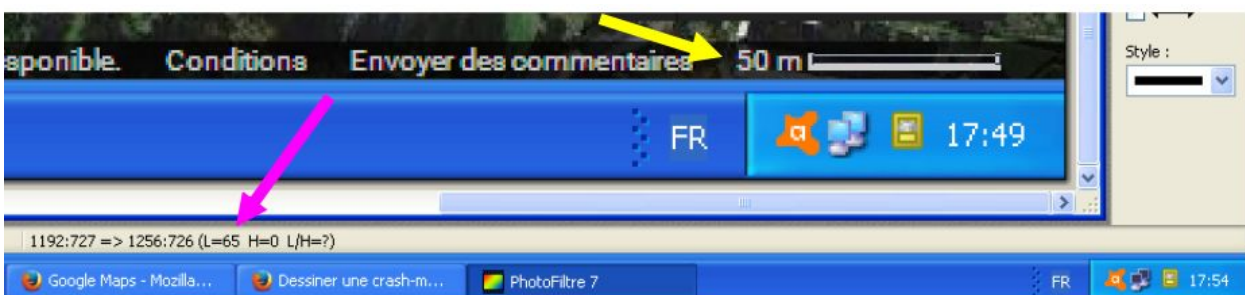 sponible. Conditions Envoyer des commentaires 50 m
Style :
FR 17:49
1192:727 => 1256:726 (L=65 H=0 L/H=?)
Google Maps - Mozilla... Dessiner une crash-m... PhotoFiltre 7 FR 17:54